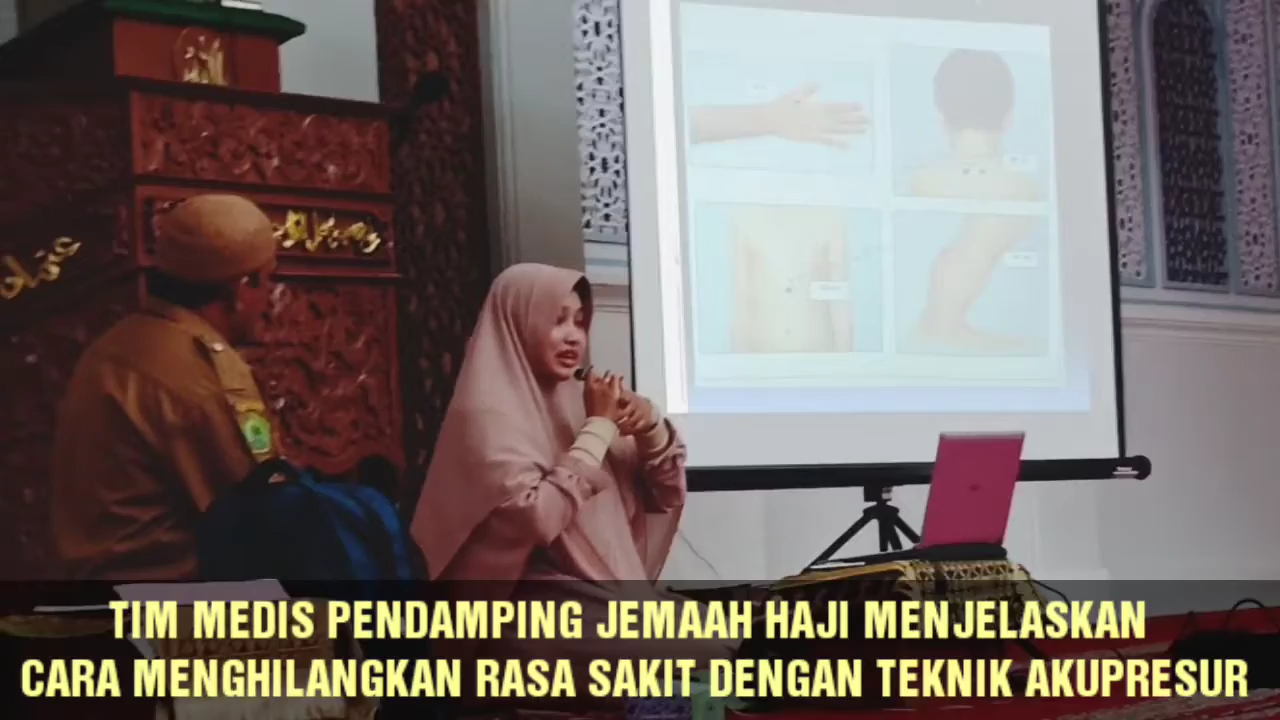 TIM MEDIS PENDAMPING JEMAAH HAJI MENJELASKAN
CARA MENGHILANGKAN RASA SAKIT DENGAN TEKNIK AKUPRESUR